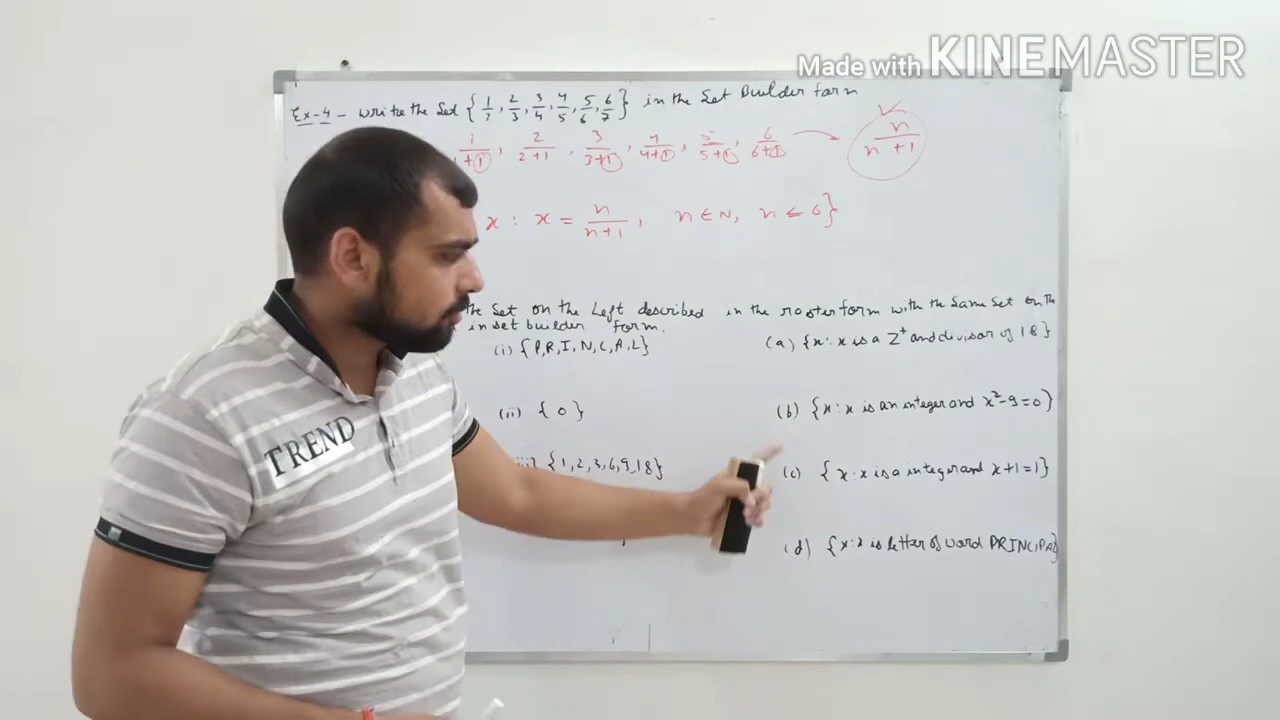 Made with KINEMASTER
Ex-4 - Write the Set {1/2, 2/3, 3/4, 4/5, 5/6, 6/7} in the Set Builder form
1/1+1, 2/2+1, 3/3+1, 4/4+1, 5/5+1, 6/6+1 → n/n+1
x : x = n/n+1, n∈N, n≤6}
the Set on the Left described in the roster form with the Same Set on the
in set builder form.
(i) {P,R,I,N,C,A,L} (a) {x:x is a Z⁺ and divisor of 18}
(ii) {0} (b) {x:x is an integer and x²-9=0}
{1,2,3,6,9,18} (c) {x:x is a integer and x+1=1}
(d) {x:x is letter of word PRINCIPAL}
TREND